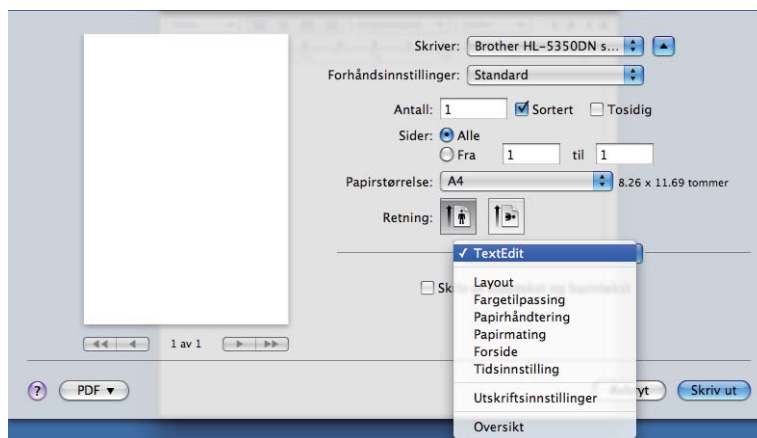 Skriver: Brother HL-5350DN s...
Forhåndsinnstillinger: Standard
Antall: 1 Sortert Tosidig
Sider: Alle
Fra 1 til 1
Papirstørrelse: A4 8.26 x 11.69 tommer
Retning:
✓ TextEdit
Layout
Fargetilpassing
Papirhåndtering
Papirmating
Forside
Tidsinnstilling
Utskriftsinnstillinger
Oversikt
1 av 1
? PDF ▼ Skriv ut